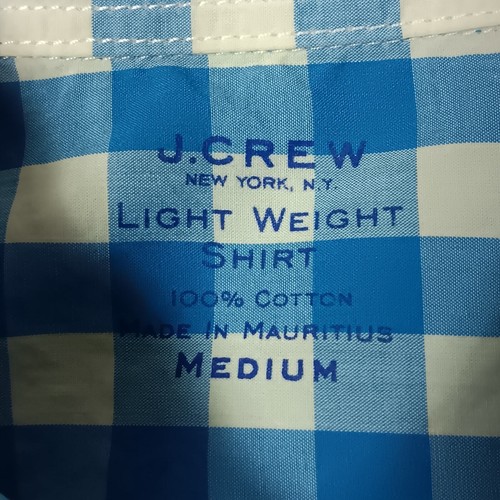 J.CREW
NEW YORK, N.Y.
LIGHT WEIGHT
SHIRT
100% COTTON
MADE IN MAURITIUS
MEDIUM